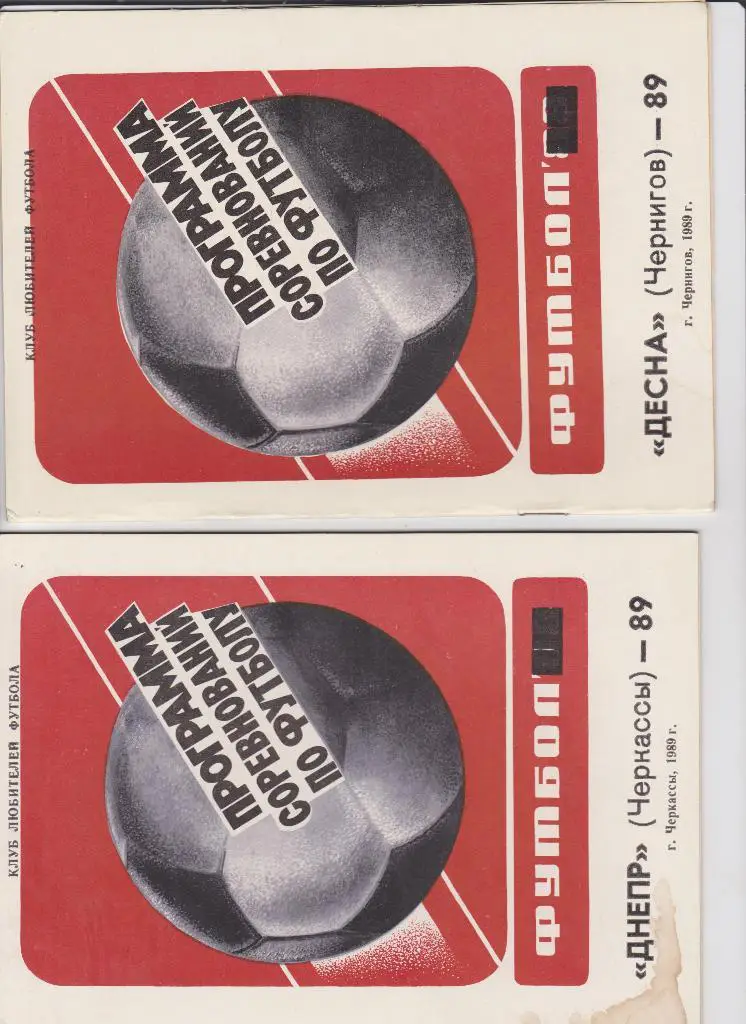 КЛУБ ЛЮБИТЕЛЕЙ ФУТБОЛА
ПРОГРАММА
СОРЕВНОВАНИЙ
ПО ФУТБОЛУ
ФУТБОЛ'
«ДЕСНА» (Чернигов) — 89
г. Чернигов, 1989 г.
КЛУБ ЛЮБИТЕЛЕЙ ФУТБОЛА
ПРОГРАММА
СОРЕВНОВАНИЙ
ПО ФУТБОЛУ
ФУТБОЛ'
«ДНЕПР» (Черкассы) — 89
г. Черкассы, 1989 г.